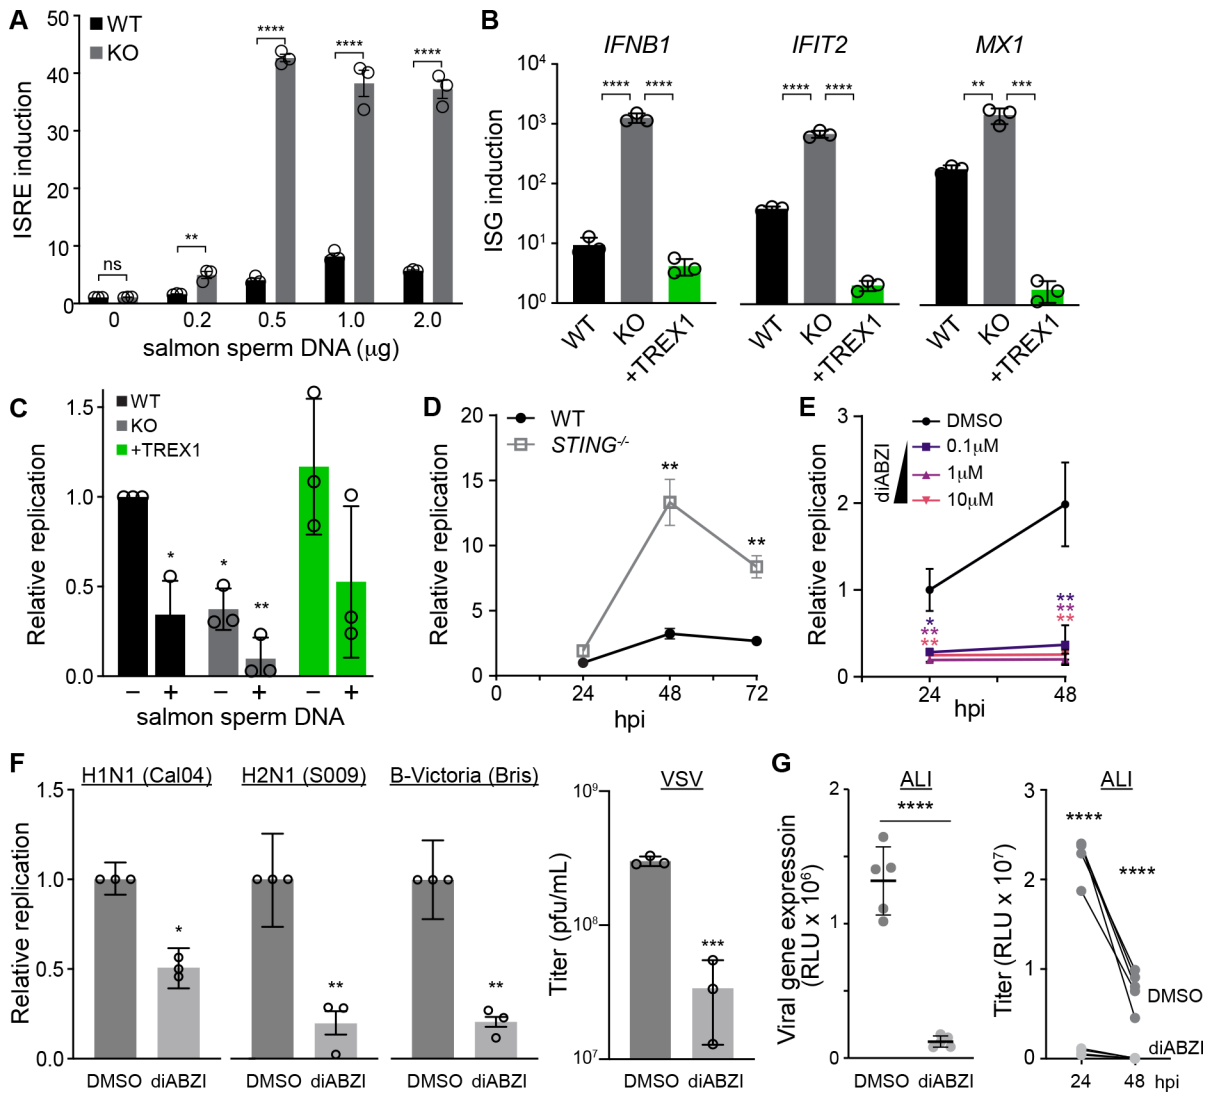 A
WT
KO
ISRE induction
50
40
30
20
10
0
ns
**
****
****
****
0
0.2
0.5
1.0
2.0
salmon sperm DNA (μg)
B
IFNB1
IFIT2
MX1
ISG induction
10⁴
10³
10²
10¹
10⁰
**** ****
**** ****
** ***
WT
KO
+TREX1
WT
KO
+TREX1
WT
KO
+TREX1
C
WT
KO
+TREX1
Relative replication
1.5
1.0
0.5
0.0
*
*
**
− + − + − +
salmon sperm DNA
D
WT
STING-/-
Relative replication
20
15
10
5
0
**
**
0 24 48 72
hpi
E
DMSO
0.1μM
1μM
10μM
diABZI
Relative replication
3
2
1
0
*
**
**
**
**
**
24 48
hpi
F
H1N1 (Cal04)
H2N1 (S009)
B-Victoria (Bris)
VSV
Relative replication
1.5
1.0
0.5
0.0
*
**
**
DMSO diABZI
DMSO diABZI
DMSO diABZI
Titer (pfu/mL)
10⁹
10⁸
10⁷
***
DMSO diABZI
G
ALI
****
Viral gene expressoin
(RLU x 10⁶)
2
1
0
DMSO diABZI
ALI
Titer (RLU x 10⁷)
3
2
1
0
****
****
DMSO
diABZI
24 48 hpi